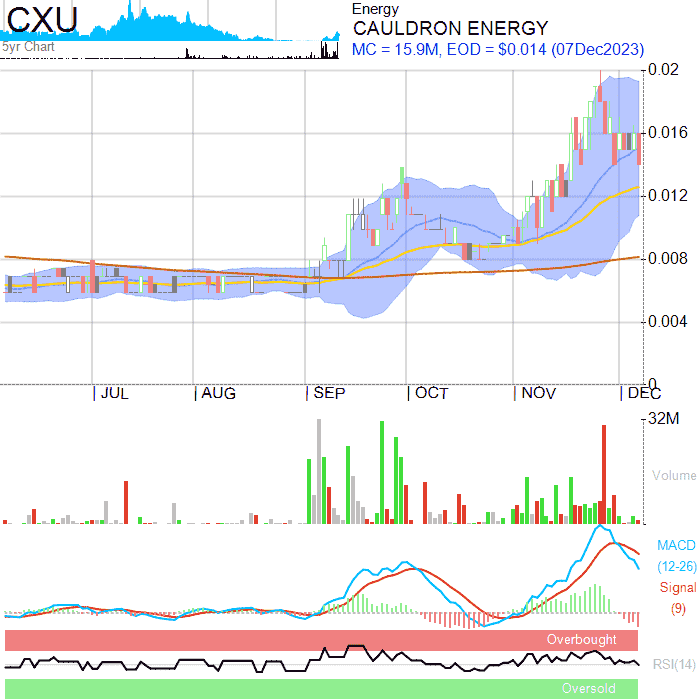 CXU
5yr Chart
Energy
CAULDRON ENERGY
MC = 15.9M, EOD = $0.014 (07Dec2023)
0.02
0.016
0.012
0.008
0.004
0
JUL AUG SEP OCT NOV DEC
32M
Volume
MACD
(12-26)
Signal
(9)
Overbought
RSI(14)
Oversold